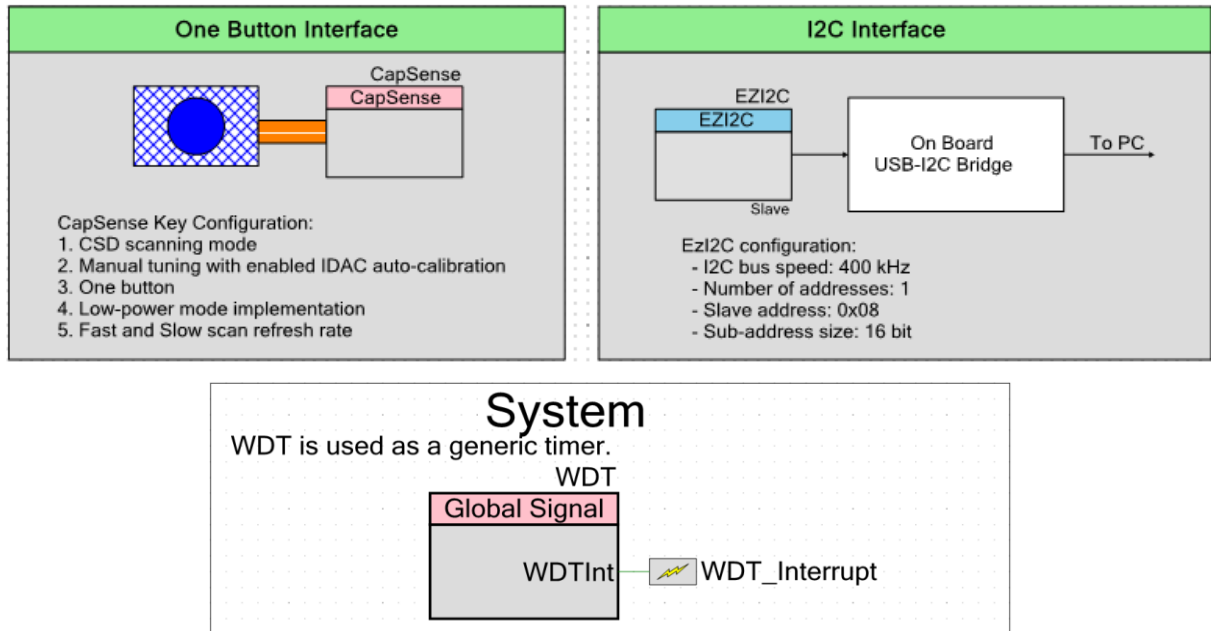 One Button Interface
CapSense
CapSense
CapSense Key Configuration:
1. CSD scanning mode
2. Manual tuning with enabled IDAC auto-calibration
3. One button
4. Low-power mode implementation
5. Fast and Slow scan refresh rate
I2C Interface
EZI2C
EZI2C
Slave
On Board
USB-I2C Bridge
To PC
EzI2C configuration:
- I2C bus speed: 400 kHz
- Number of addresses: 1
- Slave address: 0x08
- Sub-address size: 16 bit
System
WDT is used as a generic timer.
WDT
Global Signal
WDTInt
WDT_Interrupt